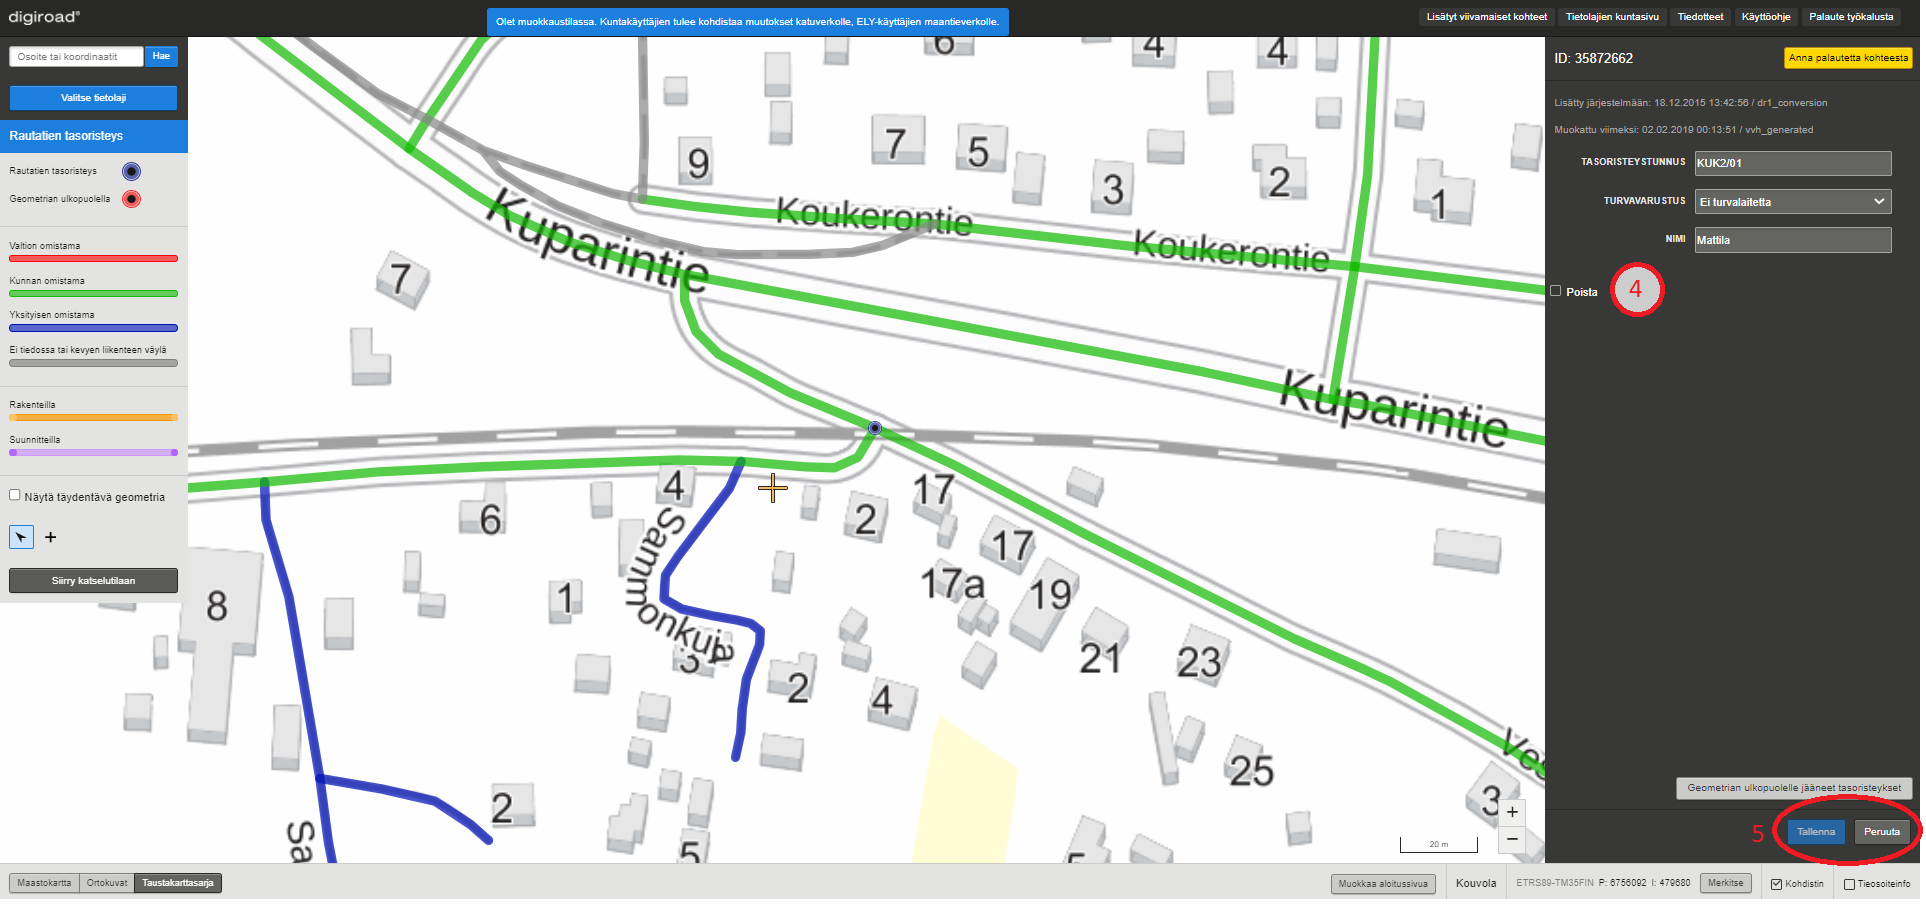 digiroad®
Olet muokkaustilassa. Kuntakäyttäjien tulee kohdistaa muutokset katuverkolle, ELY-käyttäjien maantieverkolle.
Lisätyt viivamaiset kohteet
Tietolajien kuntasivu
Tiedotteet
Käyttöohje
Palaute työkalusta
Osoite tai koordinaatit
Hae
Valitse tietolaji
Rautatien tasoristeys
Rautatien tasoristeys
Geometrian ulkopuolella
Valtion omistama
Kunnan omistama
Yksityisen omistama
Ei tiedossa tai kevyen liikenteen väylä
Rakenteilla
Suunnitteilla
Näytä täydentävä geometria
+
Siirry katselutilaan
6
4
4
9
7
5
3
2
1
Koukerontie
Koukerontie
Kuparintie
7
Kuparintie
4
6
2
17
17
17a
19
1
8
Sammonkuja
3
21
23
2
4
25
3
2
5
Sa
Ves
+
−
20 m
ID: 35872662
Anna palautetta kohteesta
Lisätty järjestelmään: 18.12.2015 13:42:56 / dr1_conversion
Muokattu viimeksi: 02.02.2019 00:13:51 / vvh_generated
TASORISTEYSTUNNUS
KUK2/01
TURVAVARUSTUS
Ei turvalaitetta
NIMI
Mattila
Poista
4
Geometrian ulkopuolelle jääneet tasoristeykset
5
Tallenna
Peruuta
Maastokartta
Ortokuvat
Taustakarttasarja
Muokkaa aloitussivua
Kouvola
ETRS89-TM35FIN P: 6756092 I: 479680
Merkitse
Kohdistin
Tieosoiteinfo